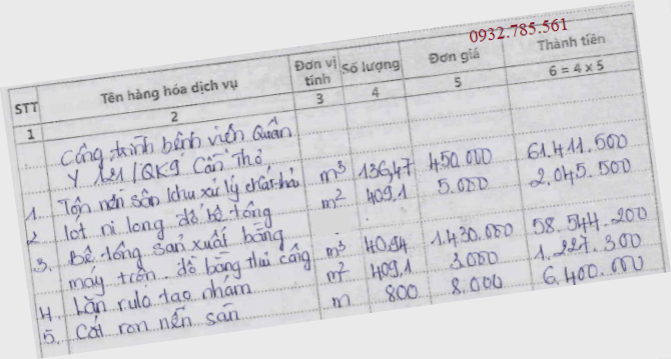 0932.785.561
STT Tên hàng hóa dịch vụ Đơn vị tính Số lượng Đơn giá Thành tiền
1 2 3 4 5 6 = 4 x 5
Công trình bệnh viện Quân
Y 121/QK9 Cần Thơ
1. Tôn nền sân khu xử lý chất thải m³ 136,47 450.000 61.411.500
2 lót ni long đổ bê tông m² 409,1 5.000 2.045.500
3. Bê tông sản xuất bằng
máy trộn đổ bằng thủ công m³ 40.94 1.430.000 58.544.200
4. Lăn rulo tạo nhám m² 409,1 3.000 1.227.300
5. Cắt ron nền sân m 800 8.000 6.400.000